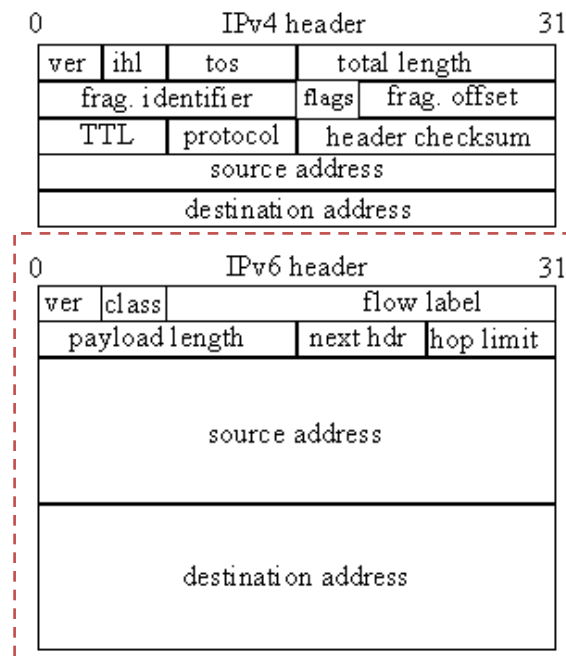 0 IPv4 header 31
ver ihl tos total length
frag. identifier flags frag. offset
TTL protocol header checksum
source address
destination address
0 IPv6 header 31
ver class flow label
payload length next hdr hop limit
source address
destination address